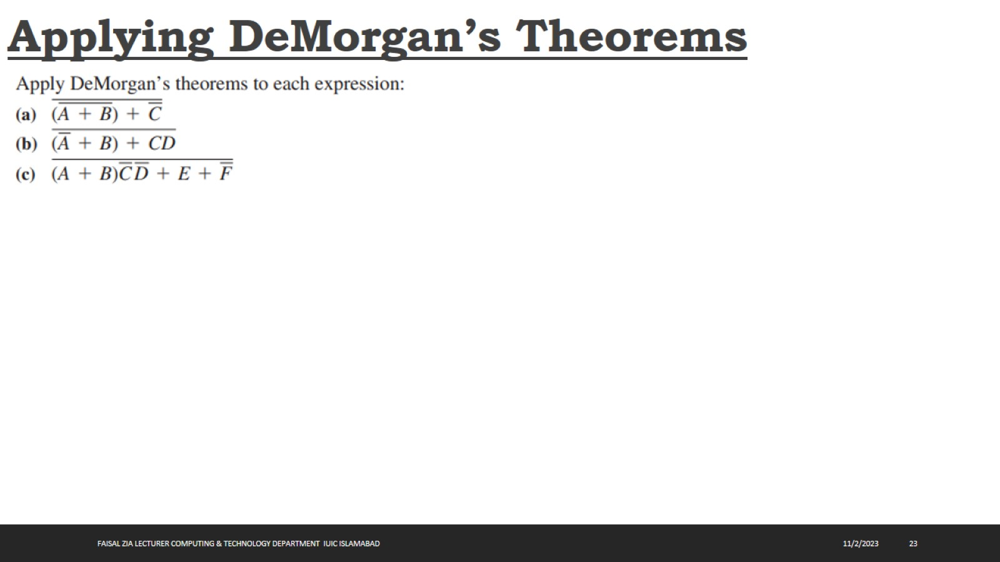 Applying DeMorgan’s Theorems
Apply DeMorgan’s theorems to each expression:
(a) $\overline{(\overline{A + B}) + \overline{C}}$
(b) $\overline{(\overline{A} + B) + CD}$
(c) $\overline{(A + B)\overline{C}\,\overline{D} + E + \overline{F}}$
FAISAL ZIA LECTURER COMPUTING & TECHNOLOGY DEPARTMENT IUIC ISLAMABAD
11/2/2023
23